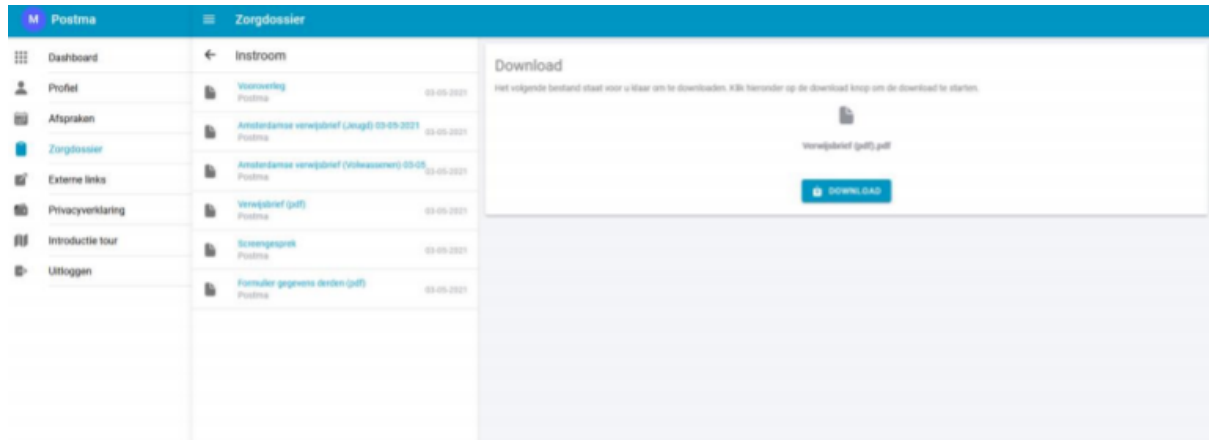 M Postma
Dashboard
Profiel
Afspraken
Zorgdossier
Externe links
Privacyverklaring
Introductie tour
Uitloggen
Zorgdossier
Instroom
Vooroverleg
Postma
03-05-2021
Amsterdamse verwijsbrief (Jeugd) 03-05-2021
Postma
03-05-2021
Amsterdamse verwijsbrief (Volwassenen) 03-05
Postma
03-05-2021
Verwijsbrief (pdf)
Postma
03-05-2021
Screengesprek
Postma
03-05-2021
Formulier gegevens derden (pdf)
Postma
03-05-2021
Download
Het volgende bestand staat voor u klaar om te downloaden. Klik hieronder op de download knop om de download te starten.
Verwijsbrief (pdf).pdf
DOWNLOAD